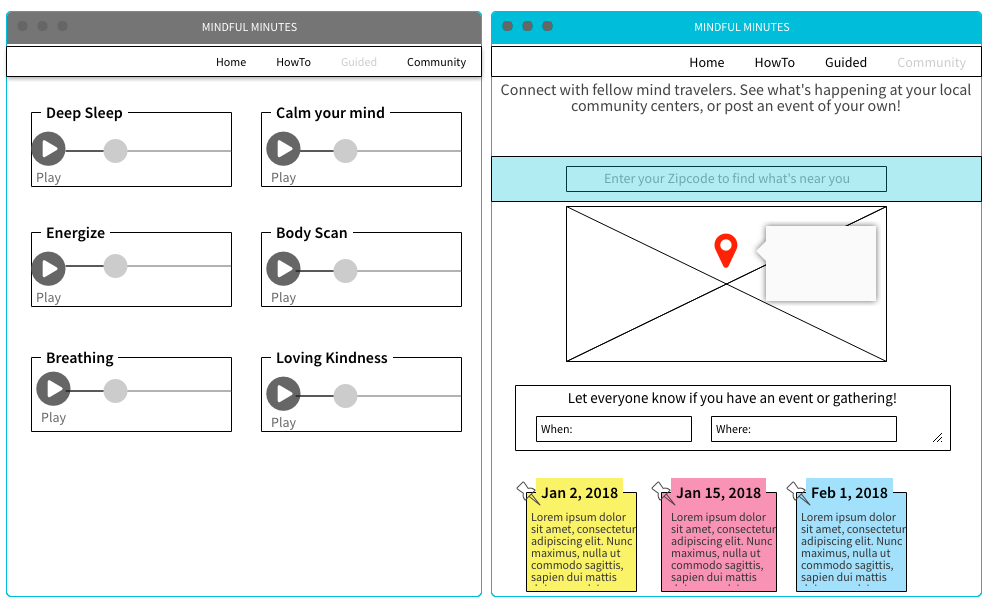 MINDFUL MINUTES
Home HowTo Guided Community
Deep Sleep
Play
Calm your mind
Play
Energize
Play
Body Scan
Play
Breathing
Play
Loving Kindness
Play
MINDFUL MINUTES
Home HowTo Guided Community
Connect with fellow mind travelers. See what's happening at your local
community centers, or post an event of your own!
Enter your Zipcode to find what's near you
Let everyone know if you have an event or gathering!
When:
Where:
Jan 2, 2018
Lorem ipsum dolor
sit amet, consectetur
adipiscing elit. Nunc
maximus, nulla ut
commodo sagittis,
sapien dui mattis
Jan 15, 2018
Lorem ipsum dolor
sit amet, consectetur
adipiscing elit. Nunc
maximus, nulla ut
commodo sagittis,
sapien dui mattis
Feb 1, 2018
Lorem ipsum dolor
sit amet, consectetur
adipiscing elit. Nunc
maximus, nulla ut
commodo sagittis,
sapien dui mattis